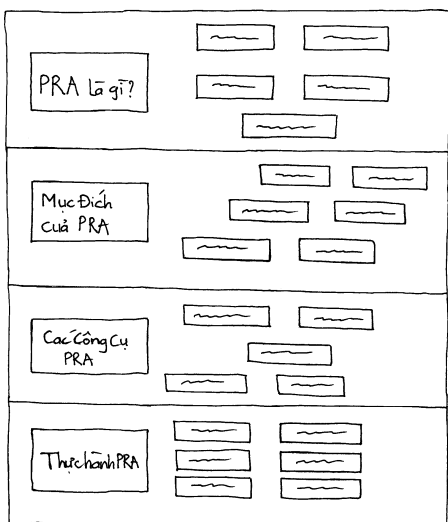 PRA Là gì?
Mục Đích
Của PRA
Các Công Cụ
PRA
Thực hành PRA